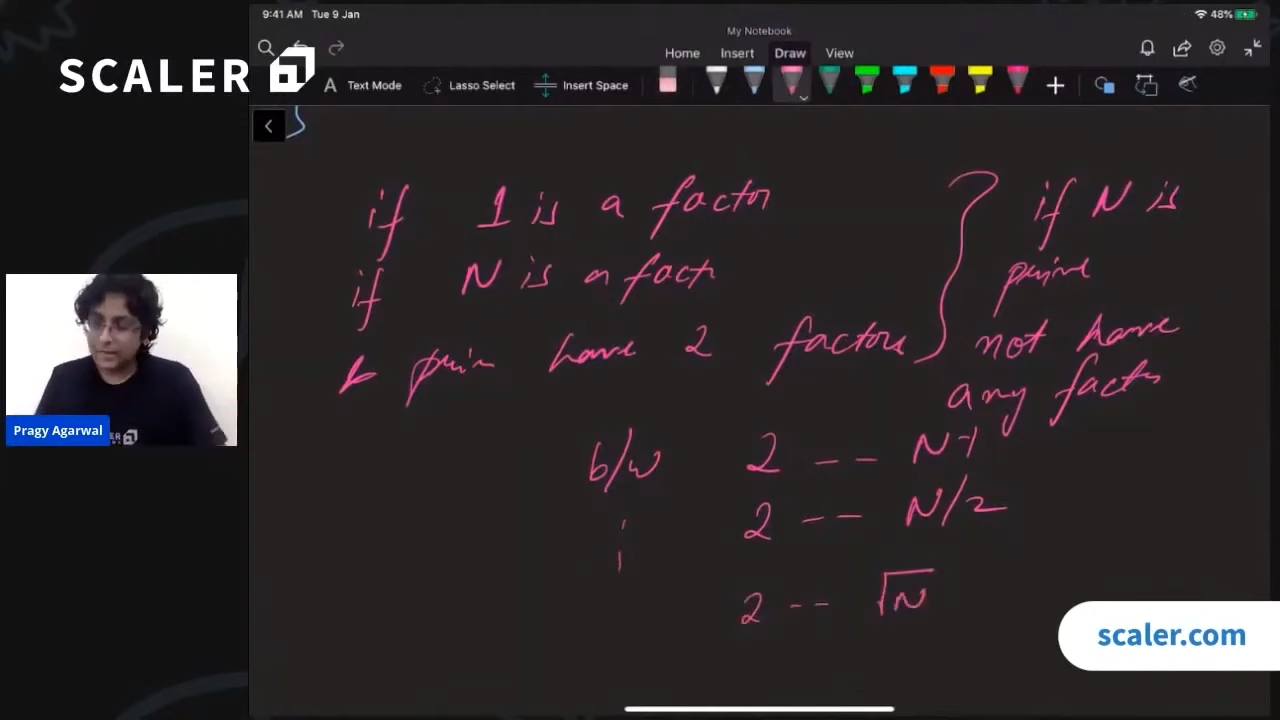 9:41 AM Tue 9 Jan
48%
My Notebook
Home Insert Draw View
SCALER
A Text Mode Lasso Select Insert Space
if 1 is a factor
if N is a fact
prim have 2 factors
if N is
prime
not have
any factor
b/w 2 -- N-1
i 2 -- N/2
2 -- √N
Pragy Agarwal
scaler.com